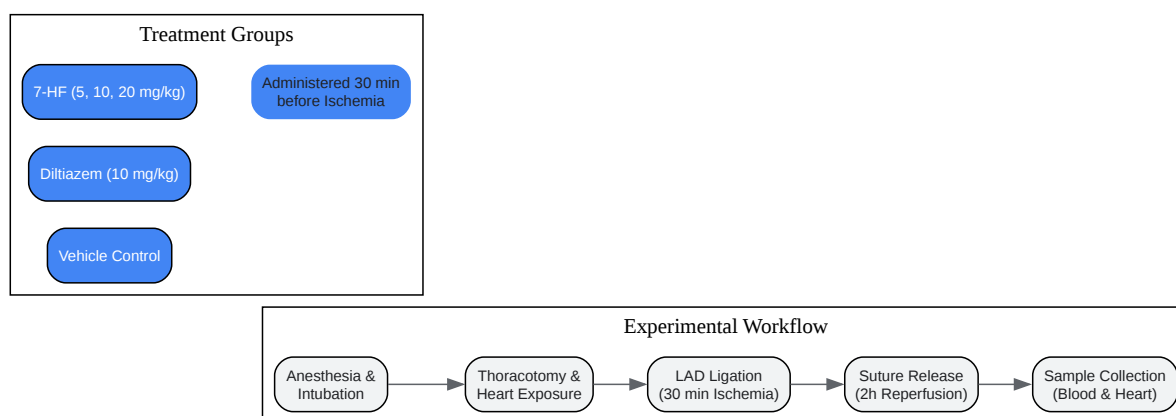 Treatment Groups
7-HF (5, 10, 20 mg/kg)
Administered 30 min
before Ischemia
Diltiazem (10 mg/kg)
Vehicle Control
Experimental Workflow
Anesthesia &
Intubation
Thoracotomy &
Heart Exposure
LAD Ligation
(30 min Ischemia)
Suture Release
(2h Reperfusion)
Sample Collection
(Blood & Heart)